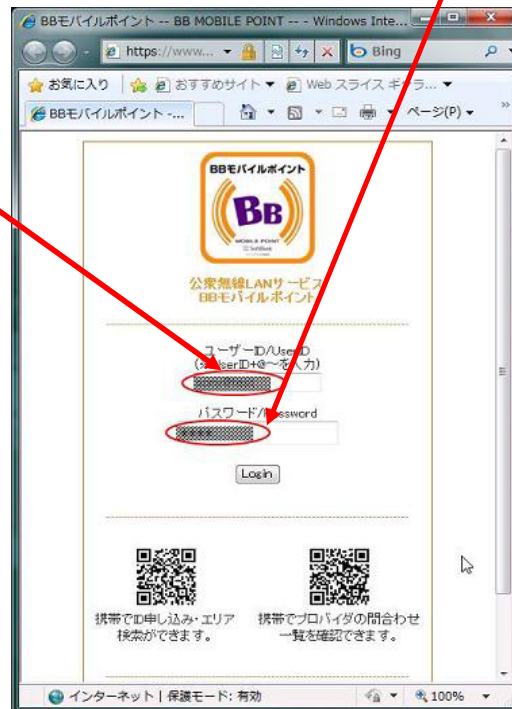 BBモバイルポイント -- BB MOBILE POINT --- - Windows Inte...
https://www...
Bing
お気に入り
おすすめサイト
Web スライス ギャラ...
BBモバイルポイント -...
ページ(P)
BBモバイルポイント
BB
MOBILE POINT
SoftBank
公衆無線LANサービス
BBモバイルポイント
ユーザーID/UserID
(※UserID+@～を入力)
パスワード/Password
Login
携帯でID申し込み・エリア
検索ができます。
携帯でプロバイダの問合わせ
一覧を確認できます。
インターネット | 保護モード: 有効
100%